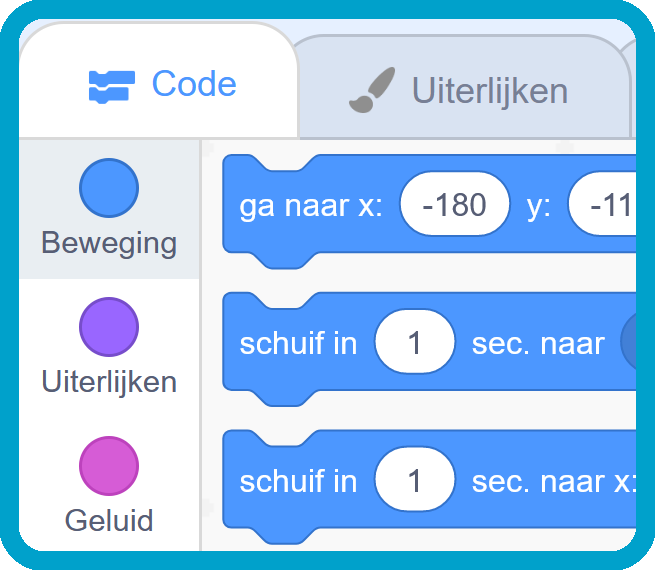 Code
Uiterlijken
Beweging
Uiterlijken
Geluid
ga naar x: -180 y: -11
schuif in 1 sec. naar
schuif in 1 sec. naar x: